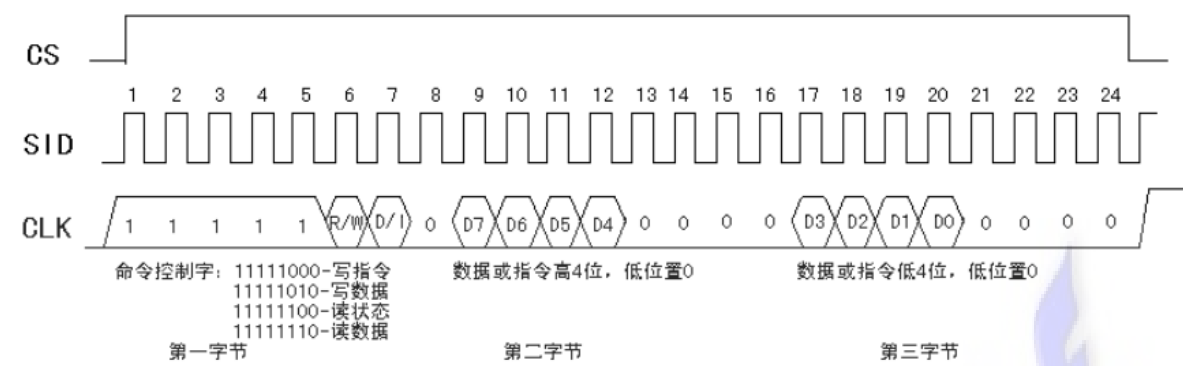 CS
1 2 3 4 5 6 7 8 9 10 11 12 13 14 15 16 17 18 19 20 21 22 23 24
SID
CLK 1 1 1 1 1 R/W D/I 0 D7 D6 D5 D4 0 0 0 0 D3 D2 D1 D0 0 0 0 0
命令控制字：11111000-写指令 数据或指令高4位，低位置0 数据或指令低4位，低位置0
11111010-写数据
11111100-读状态
11111110-读数据
第一字节 第二字节 第三字节